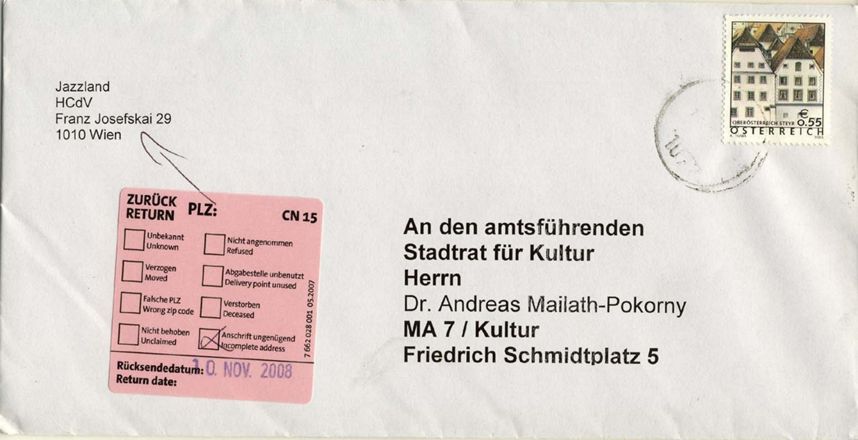 Jazzland
HCdV
Franz Josefskai 29
1010 Wien
€ 0.55
OBERÖSTERREICH STEYR
ÖSTERREICH
ZURÜCK PLZ: CN 15
RETURN
Unbekannt
Unknown
Nicht angenommen
Refused
Verzogen
Moved
Abgabestelle unbenutzt
Delivery point unused
Falsche PLZ
Wrong zip code
Verstorben
Deceased
Nicht behoben
Unclaimed
Anschrift ungenügend
Incomplete address
7 662 028 001 05.2007
Rücksendedatum: 10. NOV. 2008
Return date:
An den amtsführenden
Stadtrat für Kultur
Herrn
Dr. Andreas Mailath-Pokorny
MA 7 / Kultur
Friedrich Schmidtplatz 5